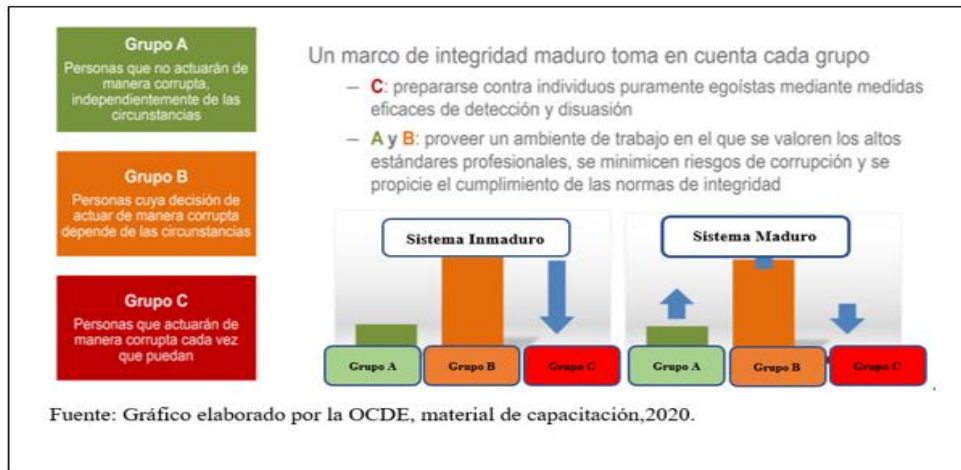 Grupo A
Personas que no actuarán de
manera corrupta,
independientemente de las
circunstancias
Grupo B
Personas cuya decisión de
actuar de manera corrupta
depende de las circunstancias
Grupo C
Personas que actuarán de
manera corrupta cada vez
que puedan
Un marco de integridad maduro toma en cuenta cada grupo
– C: prepararse contra individuos puramente egoístas mediante medidas
eficaces de detección y disuasión
– A y B: proveer un ambiente de trabajo en el que se valoren los altos
estándares profesionales, se minimicen riesgos de corrupción y se
propicie el cumplimiento de las normas de integridad
Sistema Inmaduro
Grupo A
Grupo B
Grupo C
Sistema Maduro
Grupo A
Grupo B
Grupo C
Fuente: Gráfico elaborado por la OCDE, material de capacitación,2020.